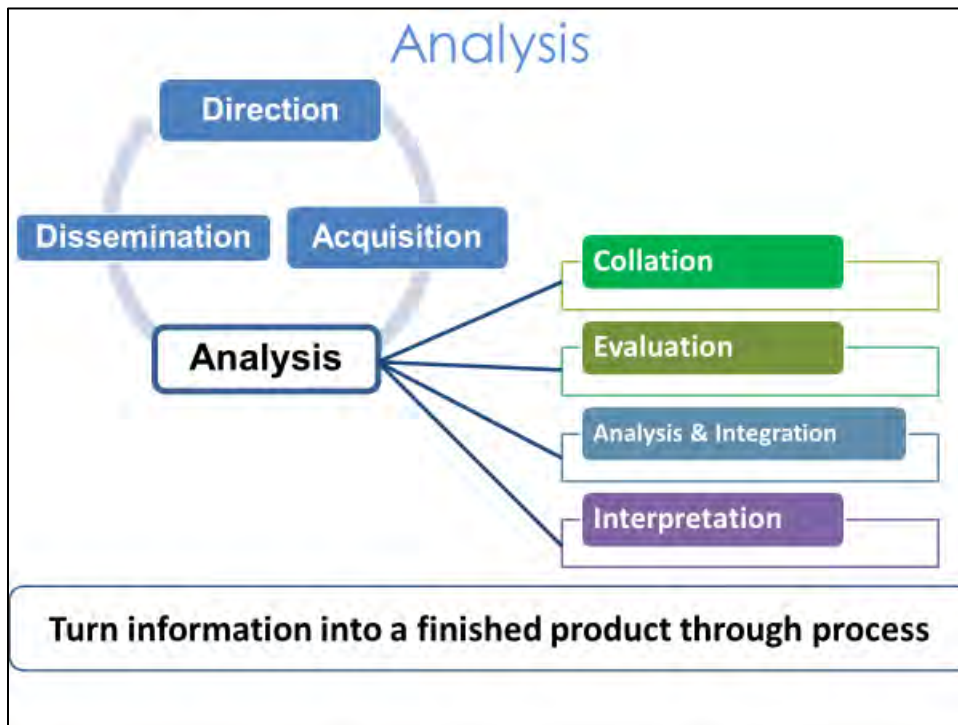 Analysis
Direction
Dissemination
Acquisition
Analysis
Collation
Evaluation
Analysis & Integration
Interpretation
Turn information into a finished product through process